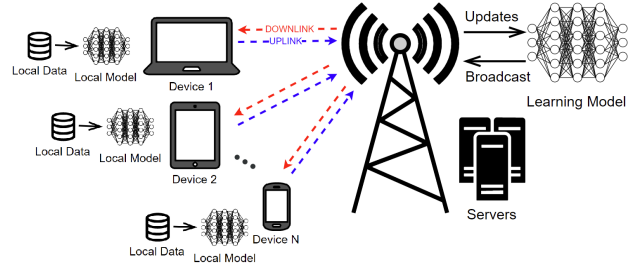 DOWNLINK
UPLINK
Updates
Broadcast
Learning Model
Local Data
Local Model
Device 1
Local Data
Local Model
Device 2
Servers
Local Data
Local Model
Device N